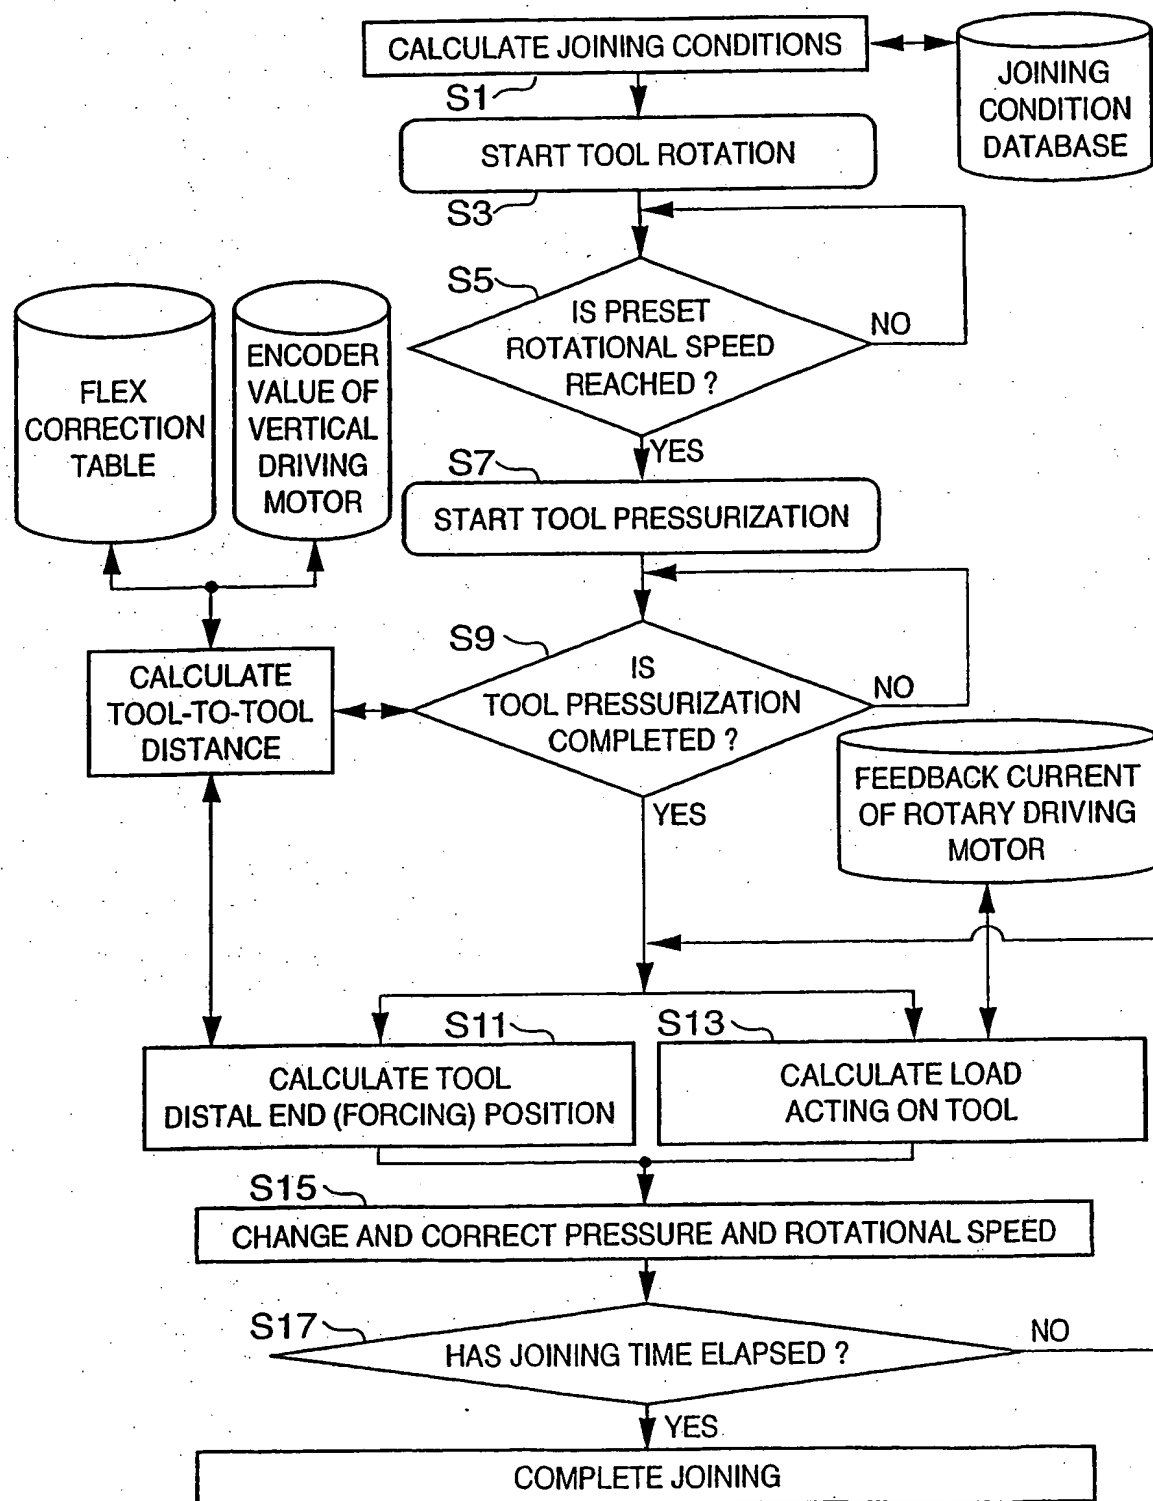 CALCULATE JOINING CONDITIONS
S1
JOINING
CONDITION
DATABASE
START TOOL ROTATION
S3
S5
IS PRESET
ROTATIONAL SPEED
REACHED ?
NO
YES
FLEX
CORRECTION
TABLE
ENCODER
VALUE OF
VERTICAL
DRIVING
MOTOR
S7
START TOOL PRESSURIZATION
S9
IS
TOOL PRESSURIZATION
COMPLETED ?
NO
YES
CALCULATE
TOOL-TO-TOOL
DISTANCE
FEEDBACK CURRENT
OF ROTARY DRIVING
MOTOR
S11
CALCULATE TOOL
DISTAL END (FORCING) POSITION
S13
CALCULATE LOAD
ACTING ON TOOL
S15
CHANGE AND CORRECT PRESSURE AND ROTATIONAL SPEED
S17
HAS JOINING TIME ELAPSED ?
NO
YES
COMPLETE JOINING